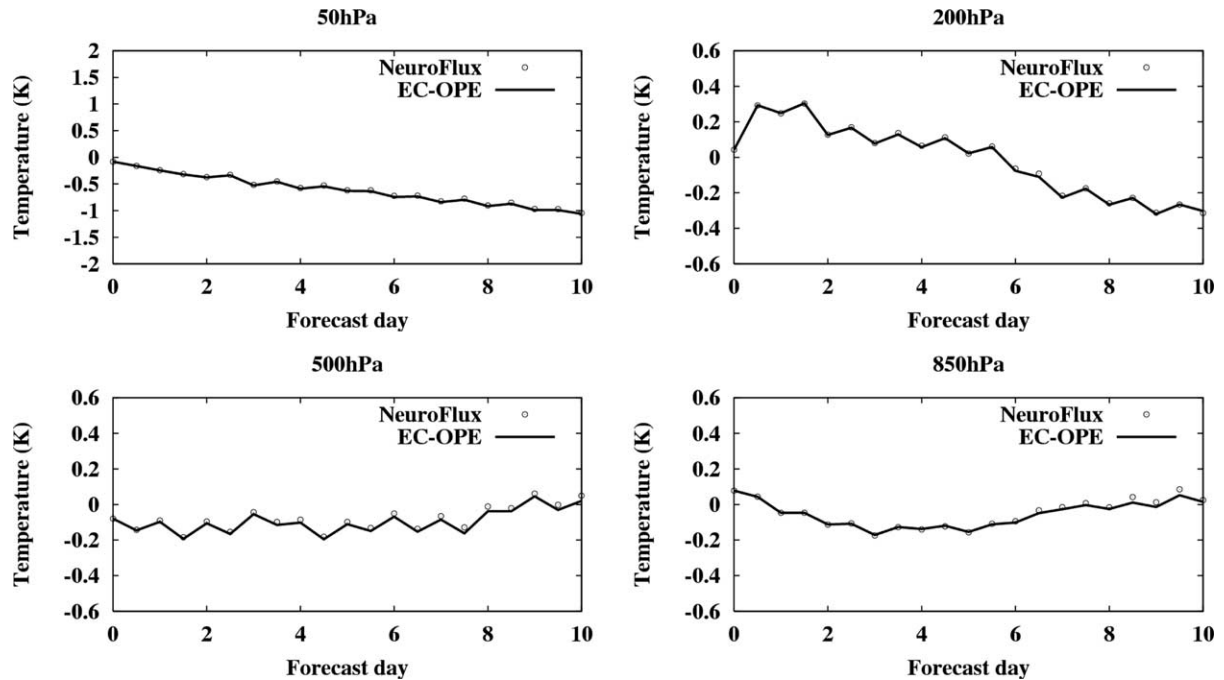 50hPa
Temperature (K)
2
1.5
1
0.5
0
-0.5
-1
-1.5
-2
NeuroFlux
EC-OPE
0 2 4 6 8 10
Forecast day
200hPa
Temperature (K)
0.6
0.4
0.2
0
-0.2
-0.4
-0.6
NeuroFlux
EC-OPE
0 2 4 6 8 10
Forecast day
500hPa
Temperature (K)
0.6
0.4
0.2
0
-0.2
-0.4
-0.6
NeuroFlux
EC-OPE
0 2 4 6 8 10
Forecast day
850hPa
Temperature (K)
0.6
0.4
0.2
0
-0.2
-0.4
-0.6
NeuroFlux
EC-OPE
0 2 4 6 8 10
Forecast day